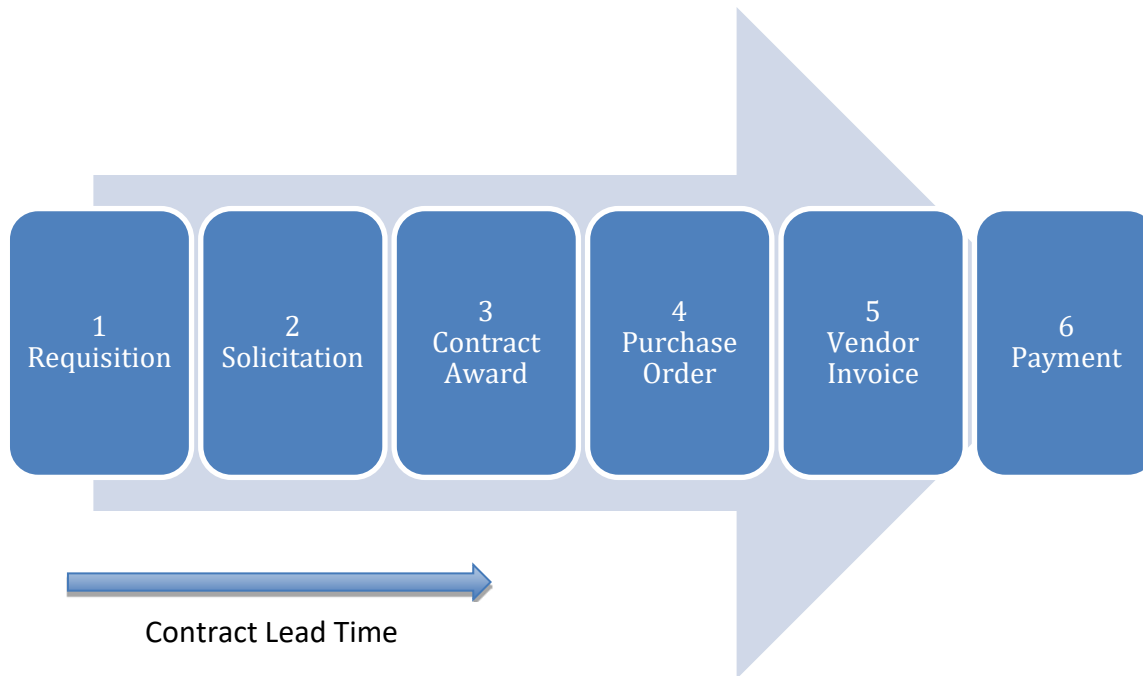 1
Requisition
2
Solicitation
3
Contract
Award
4
Purchase
Order
5
Vendor
Invoice
6
Payment
Contract Lead Time